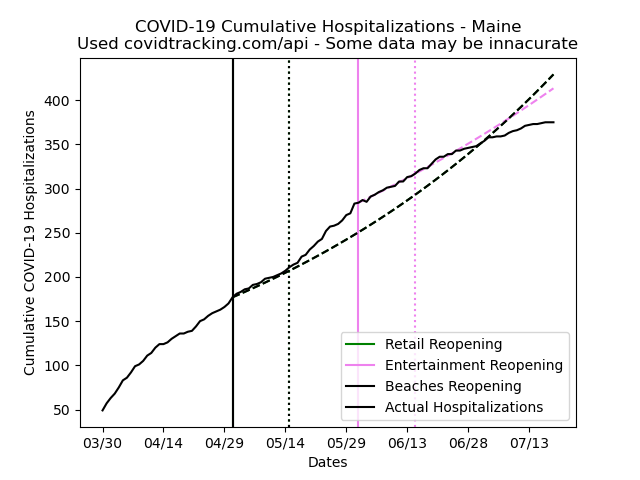 COVID-19 Cumulative Hospitalizations - Maine
Used covidtracking.com/api - Some data may be innacurate
Cumulative COVID-19 Hospitalizations
400
350
300
250
200
150
100
50
Retail Reopening
Entertainment Reopening
Beaches Reopening
Actual Hospitalizations
03/30 04/14 04/29 05/14 05/29 06/13 06/28 07/13
Dates